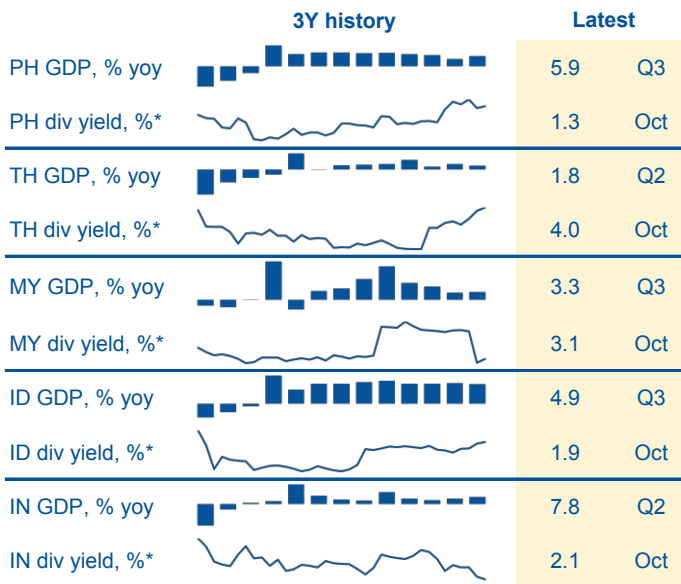 3Y history Latest
PH GDP, % yoy 5.9 Q3
PH div yield, %* 1.3 Oct
TH GDP, % yoy 1.8 Q2
TH div yield, %* 4.0 Oct
MY GDP, % yoy 3.3 Q3
MY div yield, %* 3.1 Oct
ID GDP, % yoy 4.9 Q3
ID div yield, %* 1.9 Oct
IN GDP, % yoy 7.8 Q2
IN div yield, %* 2.1 Oct